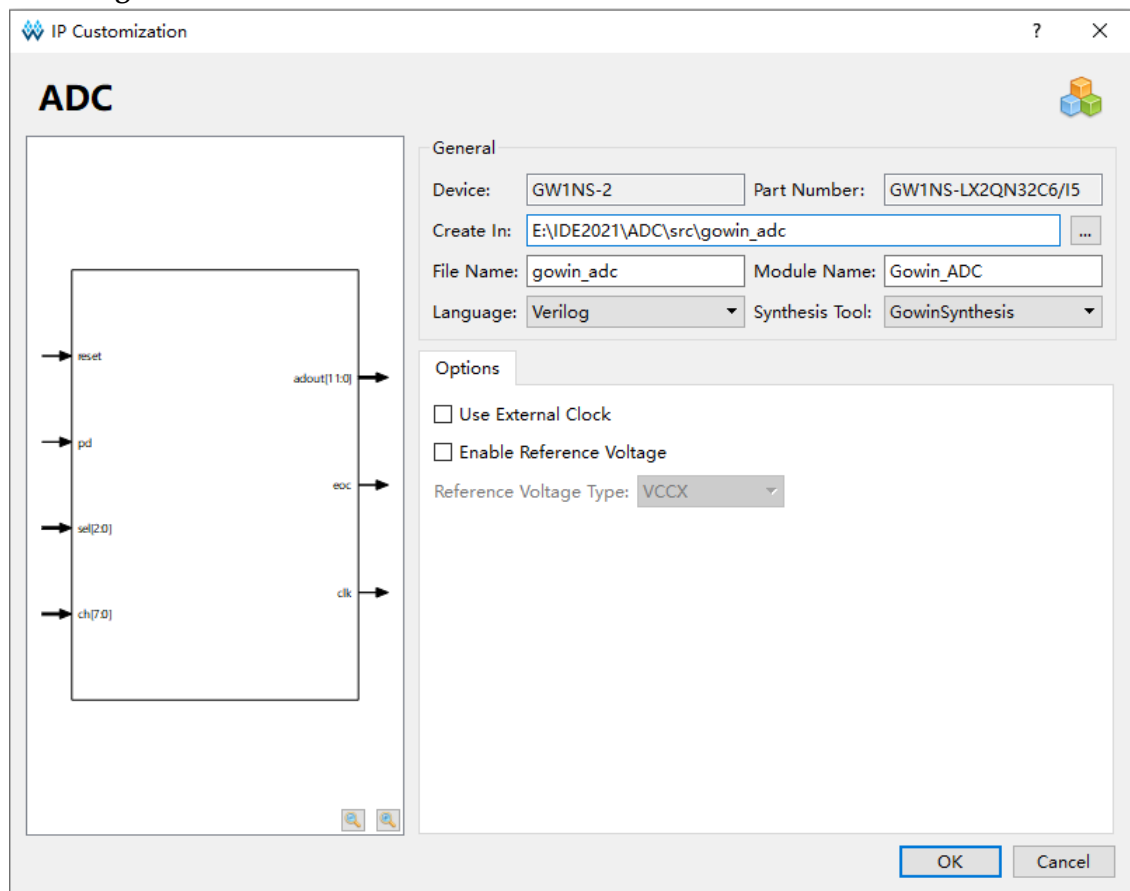 IP Customization ? ×
ADC
General
Device: GW1NS-2 Part Number: GW1NS-LX2QN32C6/I5
Create In: E:\IDE2021\ADC\src\gowin_adc ...
File Name: gowin_adc Module Name: Gowin_ADC
Language: Verilog Synthesis Tool: GowinSynthesis
reset
adout[11:0]
pd
eoc
sel[2:0]
clk
ch[7:0]
Options
Use External Clock
Enable Reference Voltage
Reference Voltage Type: VCCX
OK Cancel